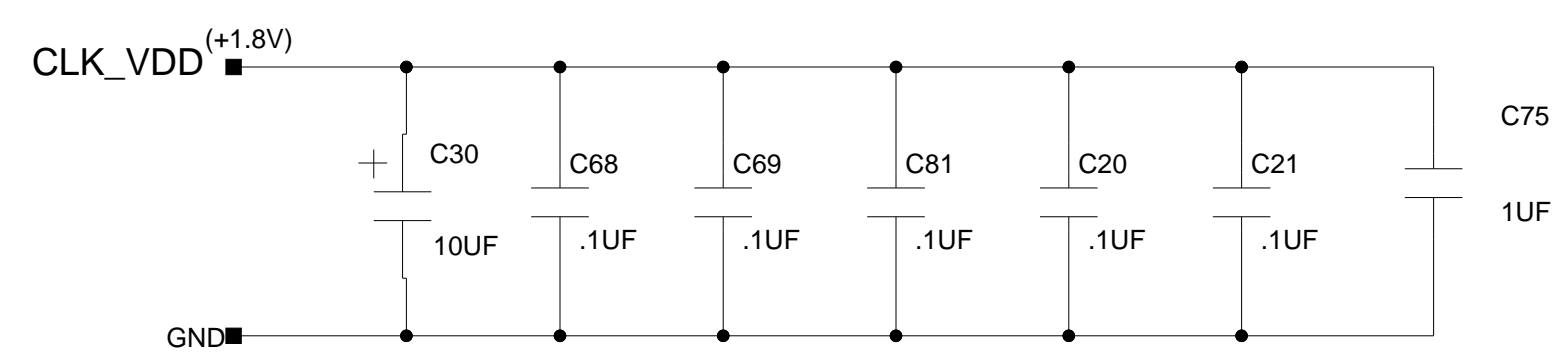 CLK_VDD (+1.8V)
C75
C30
C68
C69
C81
C20
C21
1UF
10UF
.1UF
.1UF
.1UF
.1UF
.1UF
GND